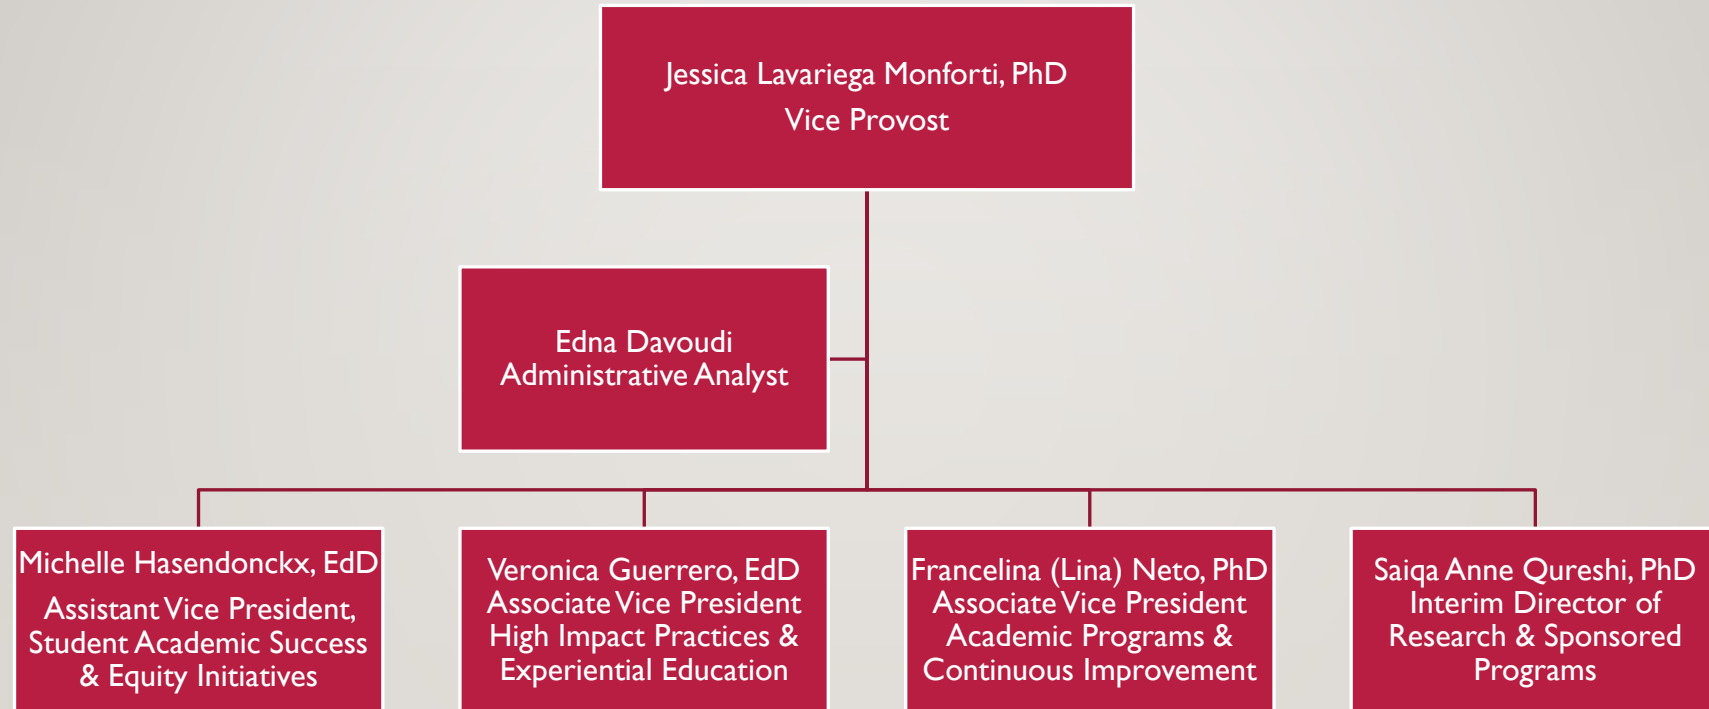 Jessica Lavariega Monforti, PhD
Vice Provost
Edna Davoudi
Administrative Analyst
Michelle Hasendonckx, EdD
Assistant Vice President,
Student Academic Success
& Equity Initiatives
Veronica Guerrero, EdD
Associate Vice President
High Impact Practices &
Experiential Education
Francelina (Lina) Neto, PhD
Associate Vice President
Academic Programs &
Continuous Improvement
Saiqa Anne Qureshi, PhD
Interim Director of
Research & Sponsored
Programs